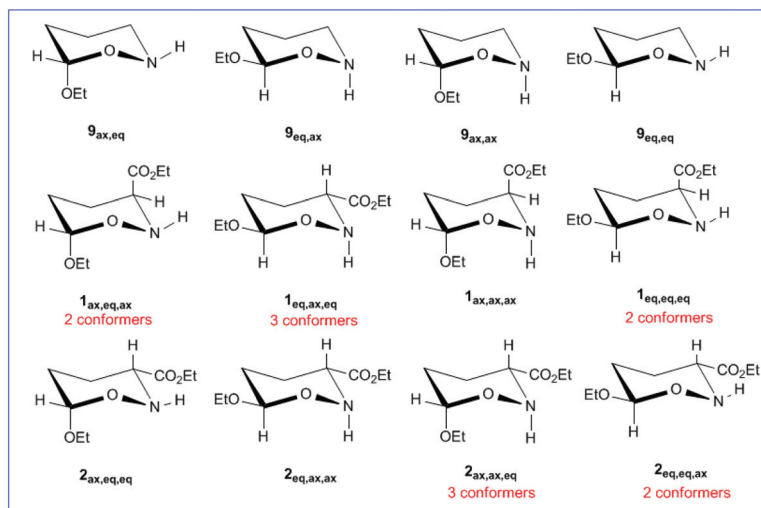 H O N H OEt
9ax,eq
EtO O N H H
9eq,ax
H O N OEt H
9ax,ax
EtO O N H H
9eq,eq
CO2Et H H O N H OEt
1ax,eq,ax
2 conformers
H CO2Et EtO O N H H
1eq,ax,eq
3 conformers
CO2Et H H O N OEt H
1ax,ax,ax
CO2Et H EtO O N H H
1eq,eq,eq
2 conformers
H CO2Et H O N H OEt
2ax,eq,eq
H CO2Et EtO O N H H
2eq,ax,ax
H CO2Et H O N OEt H
2ax,ax,eq
3 conformers
H CO2Et EtO O N H H
2eq,eq,ax
2 conformers